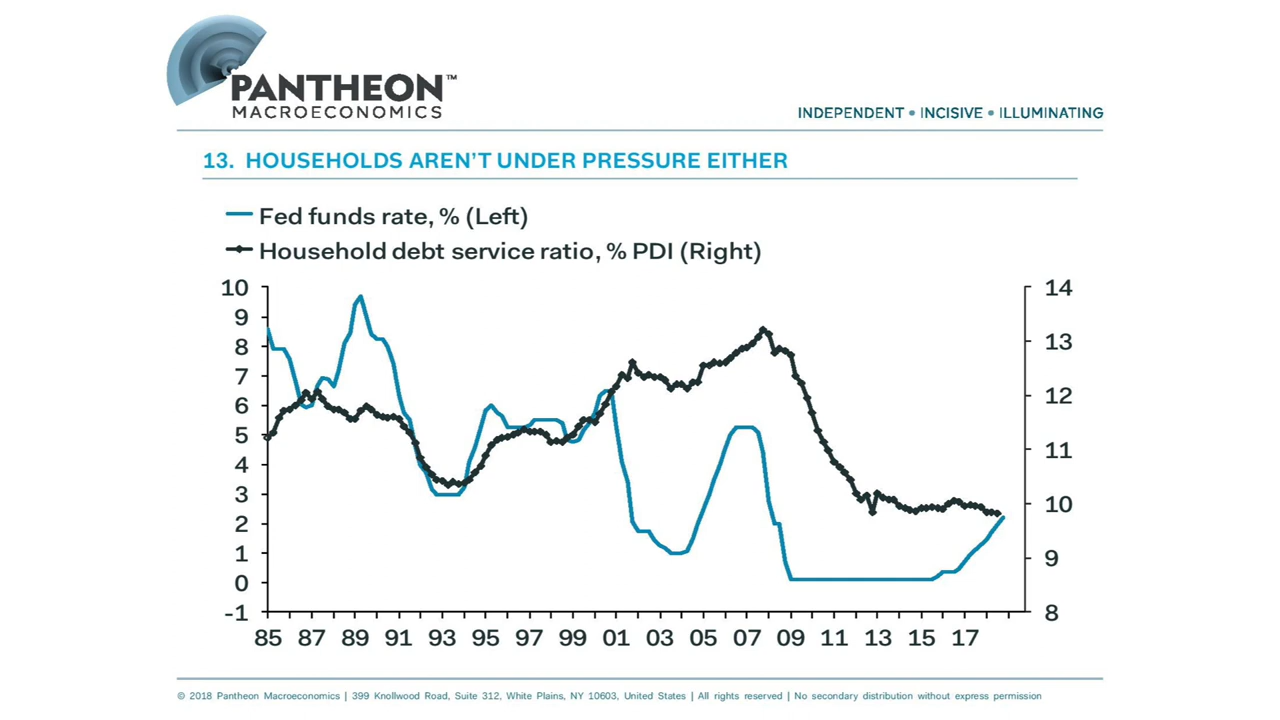 PANTHEON™
MACROECONOMICS
INDEPENDENT • INCISIVE • ILLUMINATING
13. HOUSEHOLDS AREN'T UNDER PRESSURE EITHER
Fed funds rate, % (Left)
Household debt service ratio, % PDI (Right)
10 14
9
8 13
7
6 12
5
4 11
3
2 10
1
0 9
-1 8
85 87 89 91 93 95 97 99 01 03 05 07 09 11 13 15 17
© 2018 Pantheon Macroeconomics | 399 Knollwood Road, Suite 312, White Plains, NY 10603, United States | All rights reserved | No secondary distribution without express permission